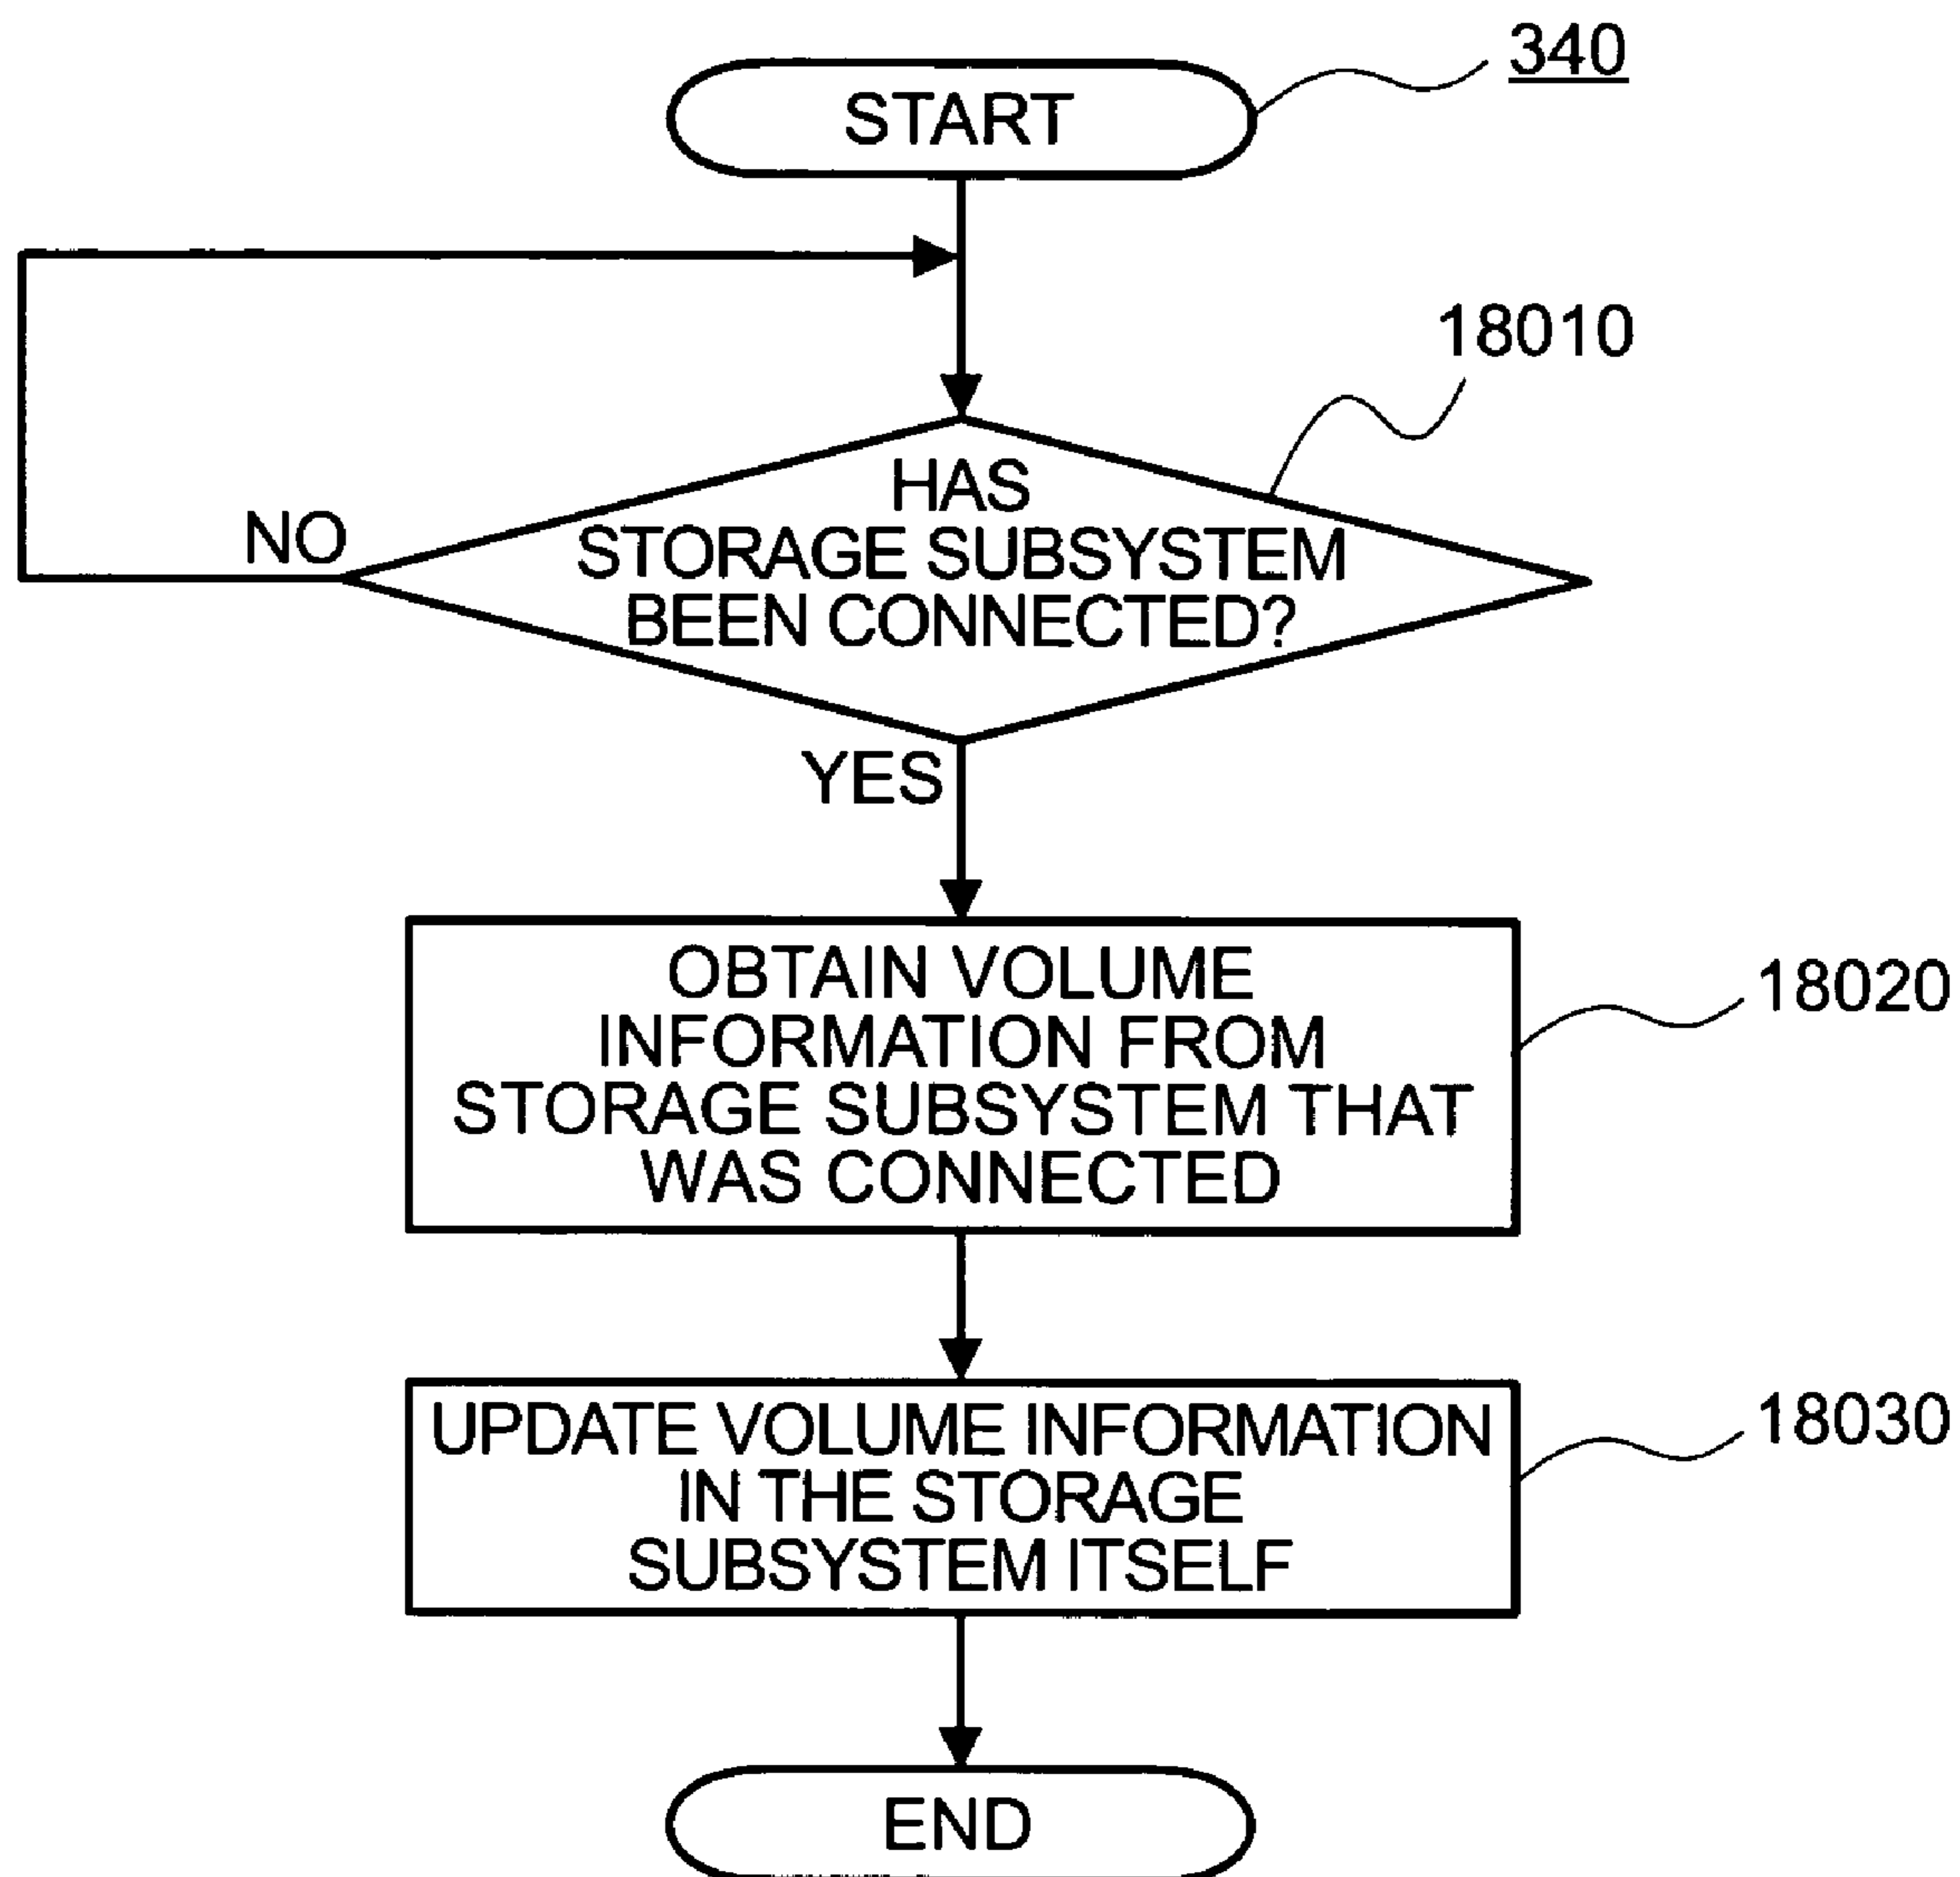 340
START
18010
HAS
STORAGE SUBSYSTEM
BEEN CONNECTED?
NO
YES
OBTAIN VOLUME
INFORMATION FROM
STORAGE SUBSYSTEM THAT
WAS CONNECTED
18020
UPDATE VOLUME INFORMATION
IN THE STORAGE
SUBSYSTEM ITSELF
18030
END